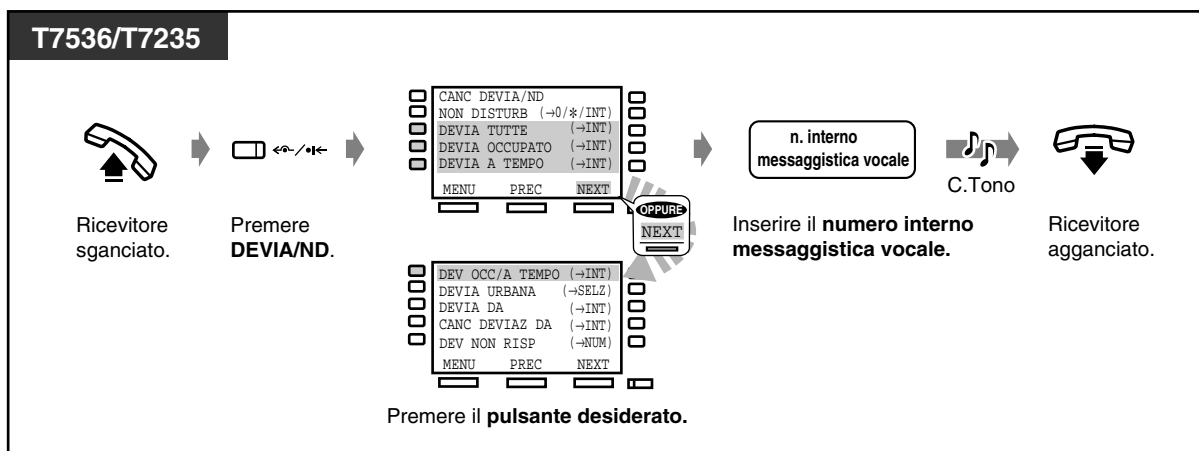 T7536/T7235
Ricevitore
sganciato.
Premere
DEVIA/ND.
CANC DEVIA/ND
NON DISTURB (→0/*/INT)
DEVIA TUTTE (→INT)
DEVIA OCCUPATO (→INT)
DEVIA A TEMPO (→INT)
MENU PREC NEXT
OPPURE
NEXT
DEV OCC/A TEMPO (→INT)
DEVIA URBANA (→SELZ)
DEVIA DA (→INT)
CANC DEVIAZ DA (→INT)
DEV NON RISP (→NUM)
MENU PREC NEXT
Premere il pulsante desiderato.
n. interno
messaggistica vocale
Inserire il numero interno
messaggistica vocale.
C.Tono
Ricevitore
agganciato.